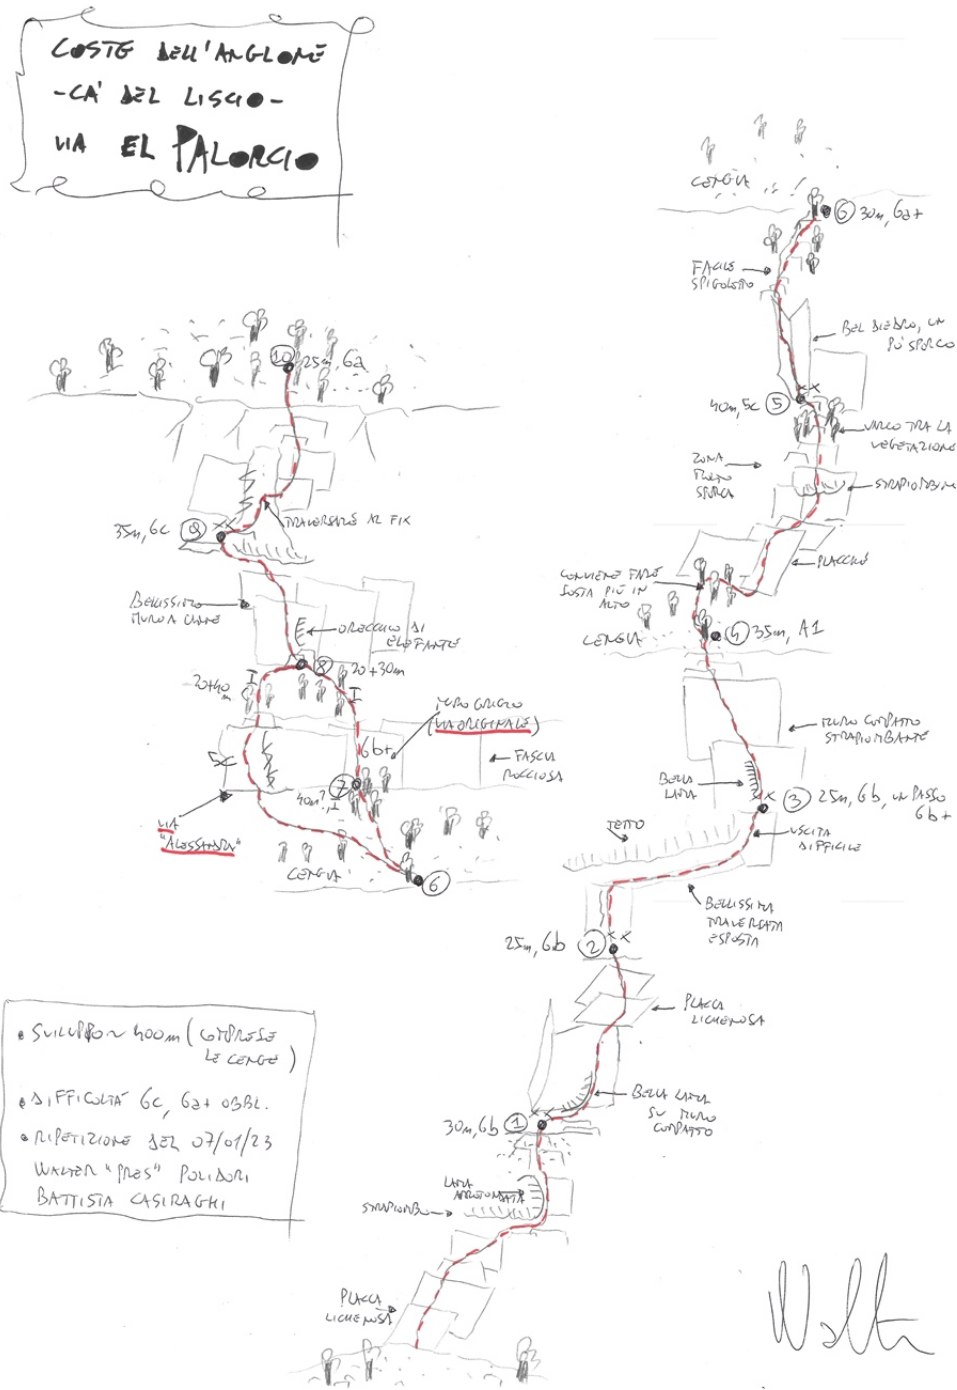 COSTE DELL'ANGLONE
-CA' DEL LISCIO-
VIA EL PALORCIO
CENGIA
6 30m, 6a+
FACILE
SPIGOLETTO
BEL DIEDRO, UN
PÒ SPORCO
40m, 5c 5
VARCO TRA LA
VEGETAZIONE
ZONA
MOLTO
SPORCA
STRAPIOMBINI
PLACCHE
CONVIENE FARE
SOSTA PIÙ IN
ALTO
CENGIA
4 35m, A1
MURO COMPATTO
STRAPIOMBANTE
BELLA
LAMA
3 25m, 6b, UN PASSO
6b+
USCITA
DIFFICILE
TETTO
BELLISSIMA
TRAVERSATA
ESPOSTA
25m, 6b 2
PLACCA
LICHENOSA
BELLA LAMA
SU MURO
COMPATTO
30m, 6b 1
LAMA
ARROTONDATA
STRAPIOMBO
PLACCA
LICHENOSA
10 25m, 6a
TRAVERSARE AL FIX
35m, 6c 9
BELLISSIMO
MURO A CANNE
ORECCHIO DI
ELEFANTE
8 20+30m
20+40
m
I
I
MURO GRIGIO
(VIA ORIGINALE)
6b+
5c
FASCIA
ROCCIOSA
7
40m?, I
VIA
"ALESSANDRA"
CENGIA
6
• SVILUPPO ~ 400m (COMPRESE
LE CENGE)
• DIFFICOLTÀ 6c, 6a+ OBBL.
• RIPETIZIONE DEL 07/01/23
WALTER "PRES" POLIDORI
BATTISTA CASIRAGHI
Walter